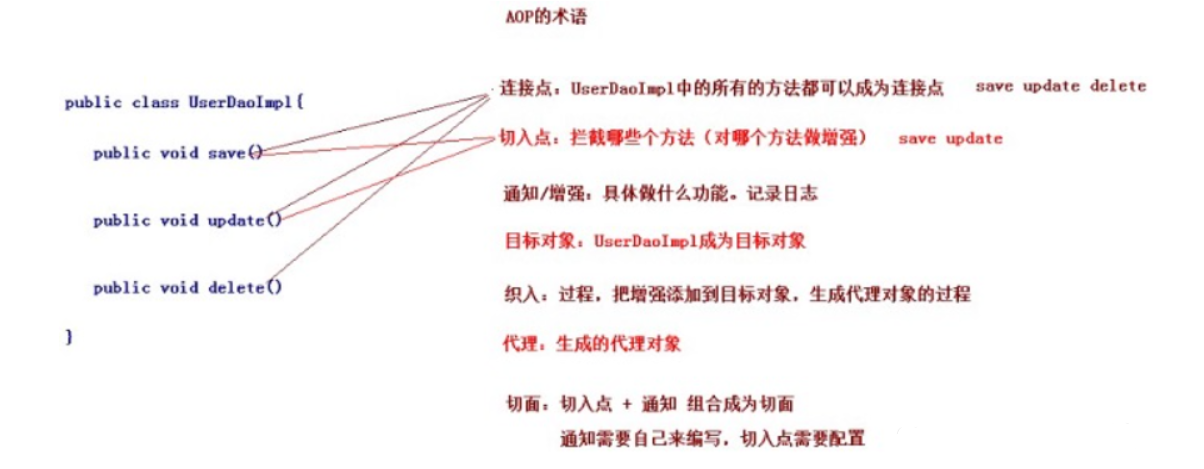 AOP的术语
public class UserDaoImpl{
public void save()
public void update()
public void delete()
}
连接点：UserDaoImpl中的所有的方法都可以成为连接点 save update delete
切入点：拦截哪些个方法（对哪个方法做增强） save update
通知/增强：具体做什么功能。记录日志
目标对象：UserDaoImpl成为目标对象
织入：过程，把增强添加到目标对象，生成代理对象的过程
代理：生成的代理对象
切面：切入点 + 通知 组合成为切面
通知需要自己来编写，切入点需要配置